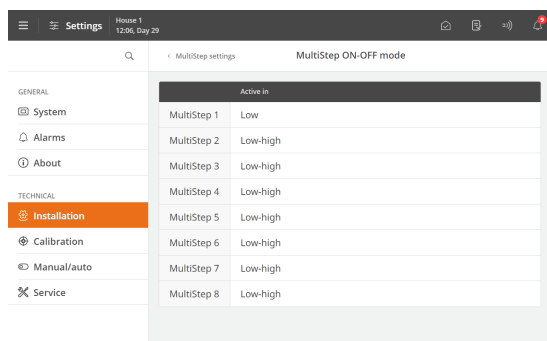 Settings
House 1
12:06, Day 29
9
MultiStep settings
MultiStep ON-OFF mode
GENERAL
System
Alarms
About
TECHNICAL
Installation
Calibration
Manual/auto
Service
Active in
MultiStep 1 Low
MultiStep 2 Low-high
MultiStep 3 Low-high
MultiStep 4 Low-high
MultiStep 5 Low-high
MultiStep 6 Low-high
MultiStep 7 Low-high
MultiStep 8 Low-high